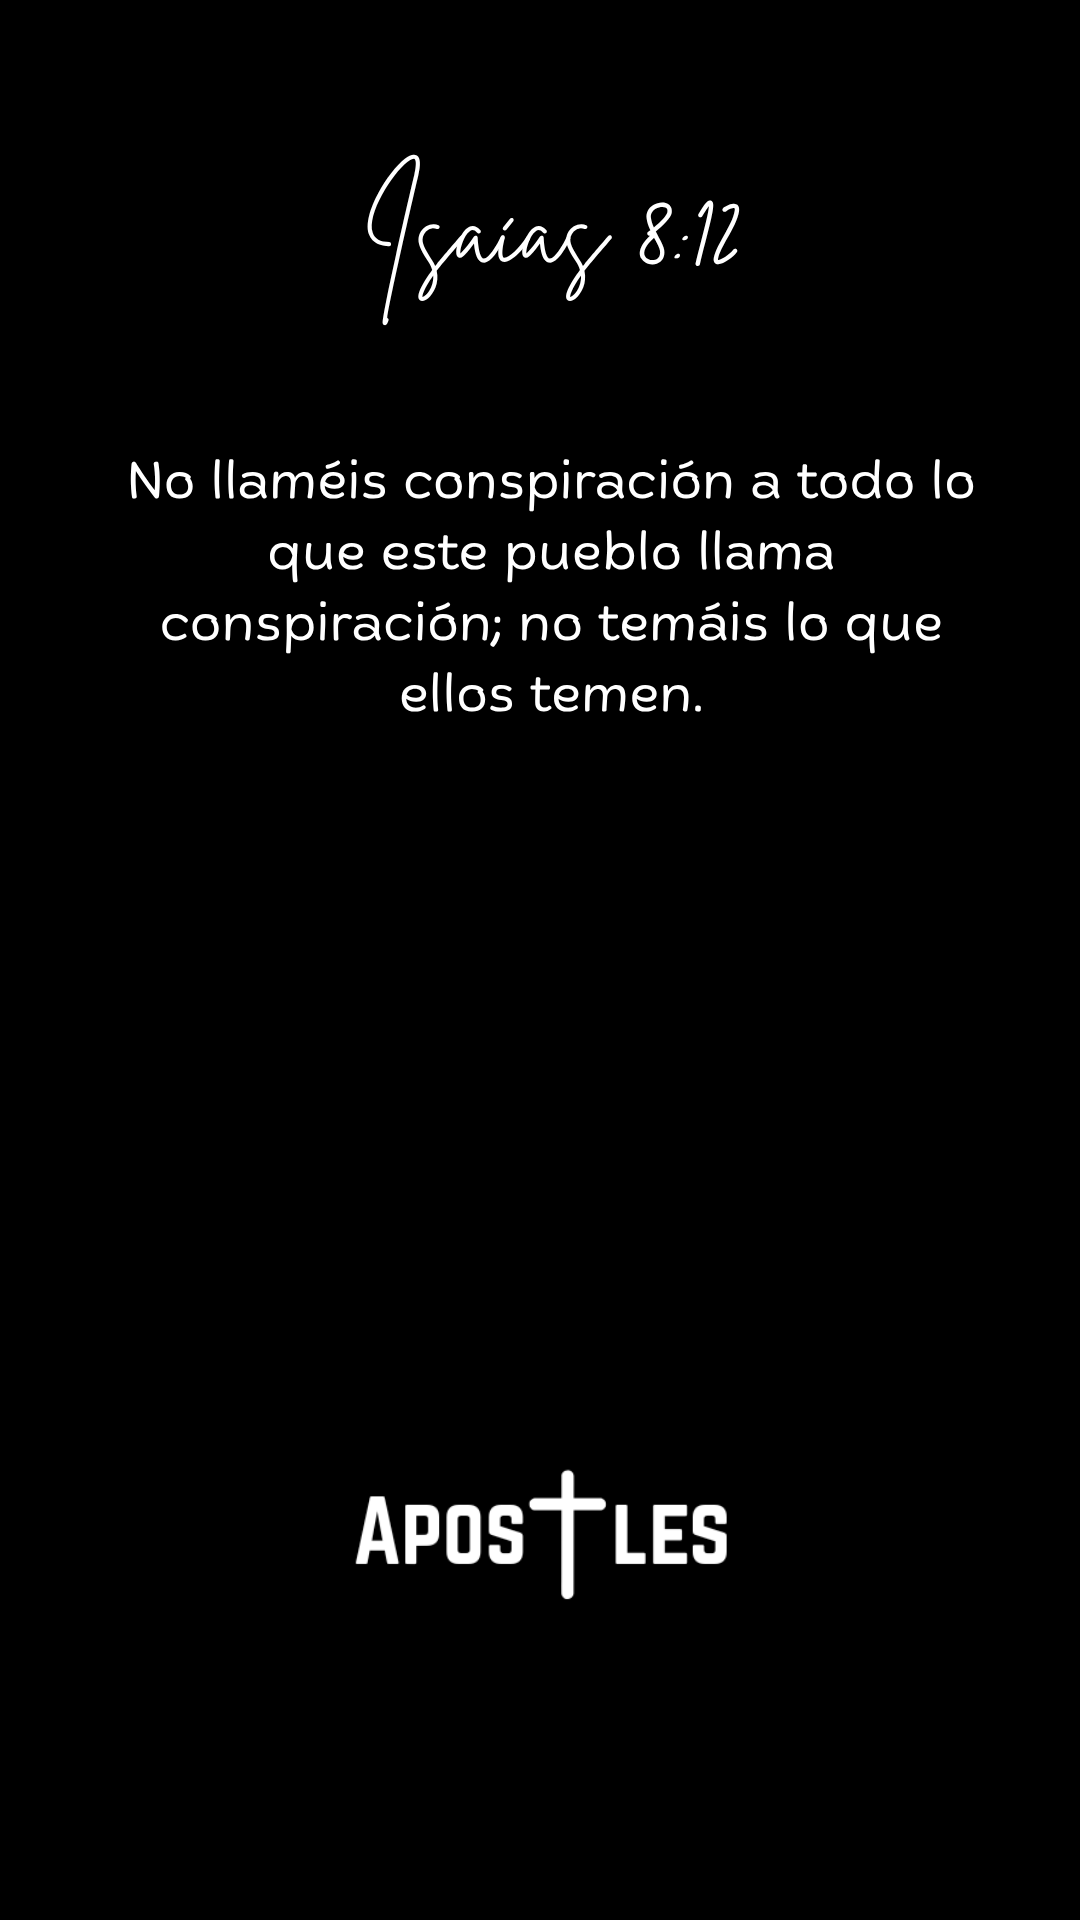 Isaías 8:12
No llaméis conspiración a todo lo
que este pueblo llama
conspiración; no temáis lo que
ellos temen.
APOSTLES